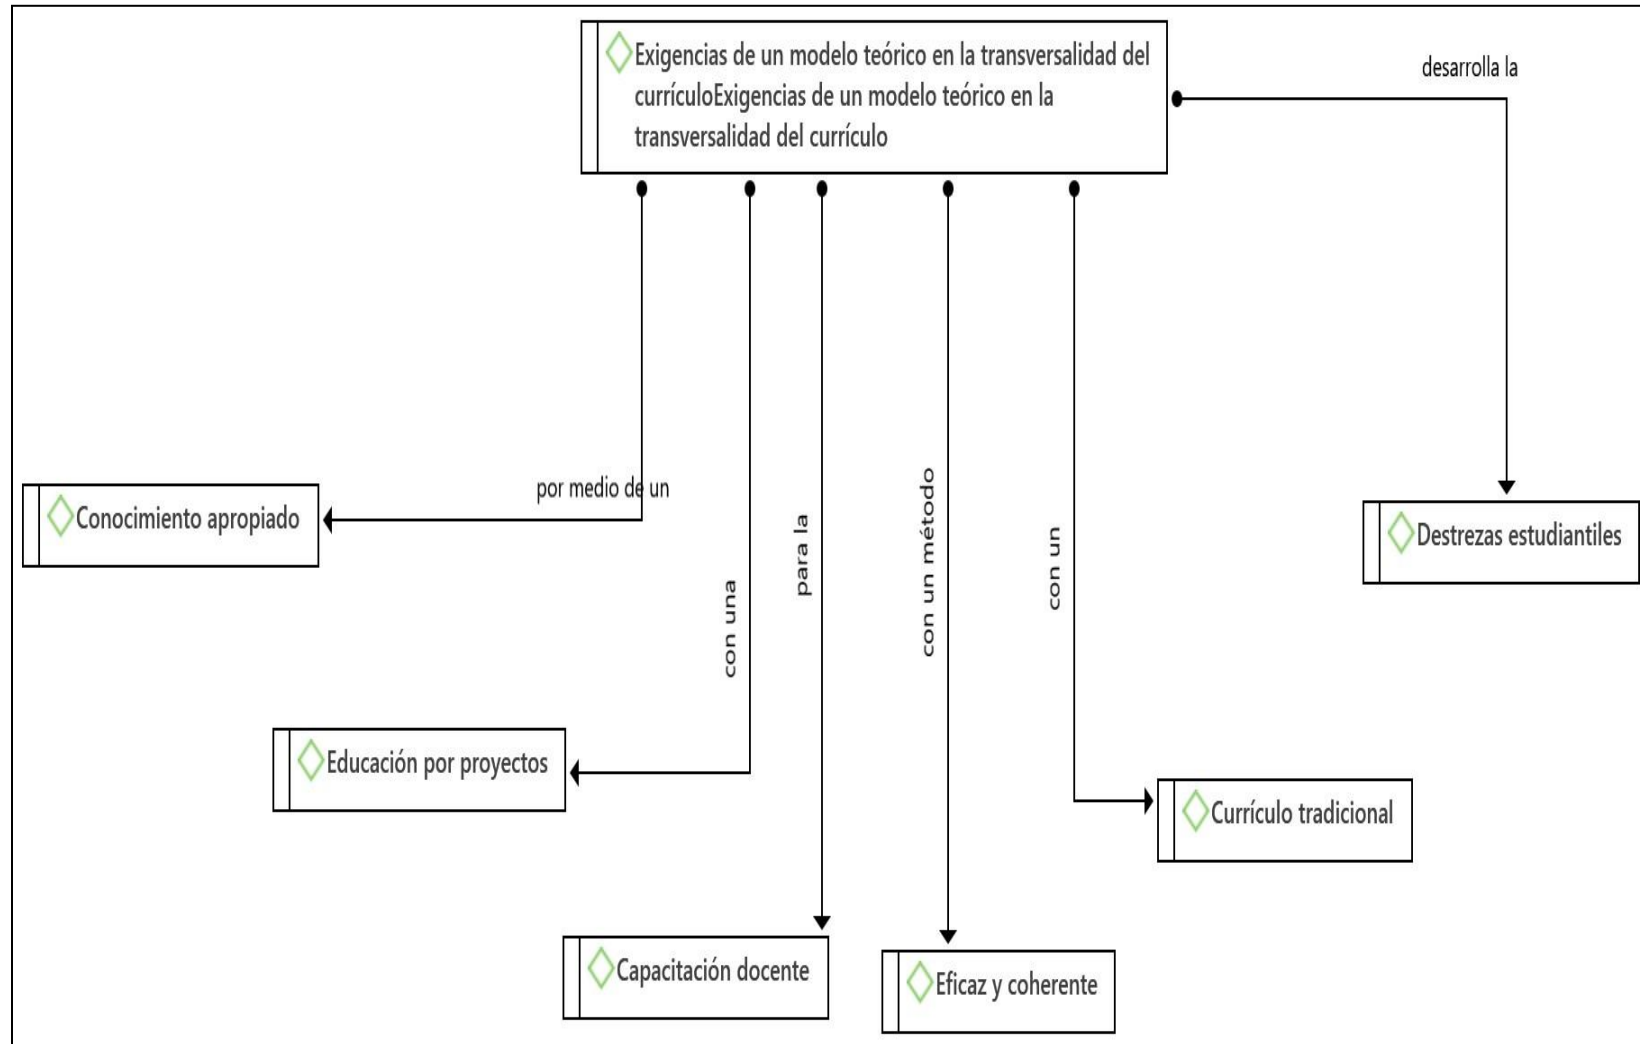 Exigencias de un modelo teórico en la transversalidad del
currículoExigencias de un modelo teórico en la
transversalidad del currículo
desarrolla la
por medio de un
con una
para la
con un método
con un
Conocimiento apropiado
Destrezas estudiantiles
Educación por proyectos
Currículo tradicional
Capacitación docente
Eficaz y coherente